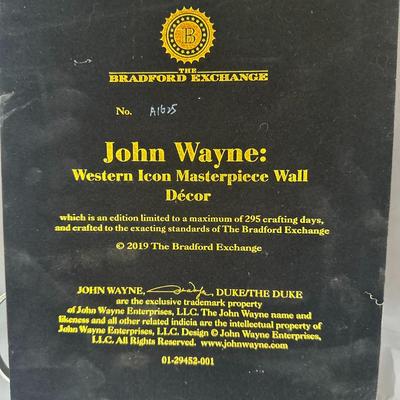 B
THE
BRADFORD EXCHANGE
No. A1625
John Wayne:
Western Icon Masterpiece Wall
Décor
which is an edition limited to a maximum of 295 crafting days,
and crafted to the exacting standards of The Bradford Exchange
© 2019 The Bradford Exchange
JOHN WAYNE, DUKE/THE DUKE
are the exclusive trademark property
of John Wayne Enterprises, LLC. The John Wayne name and
likeness and all other related indicia are the intellectual property of
John Wayne Enterprises, LLC. Design © John Wayne Enterprises,
LLC. All Rights Reserved. www.johnwayne.com
01-29452-001